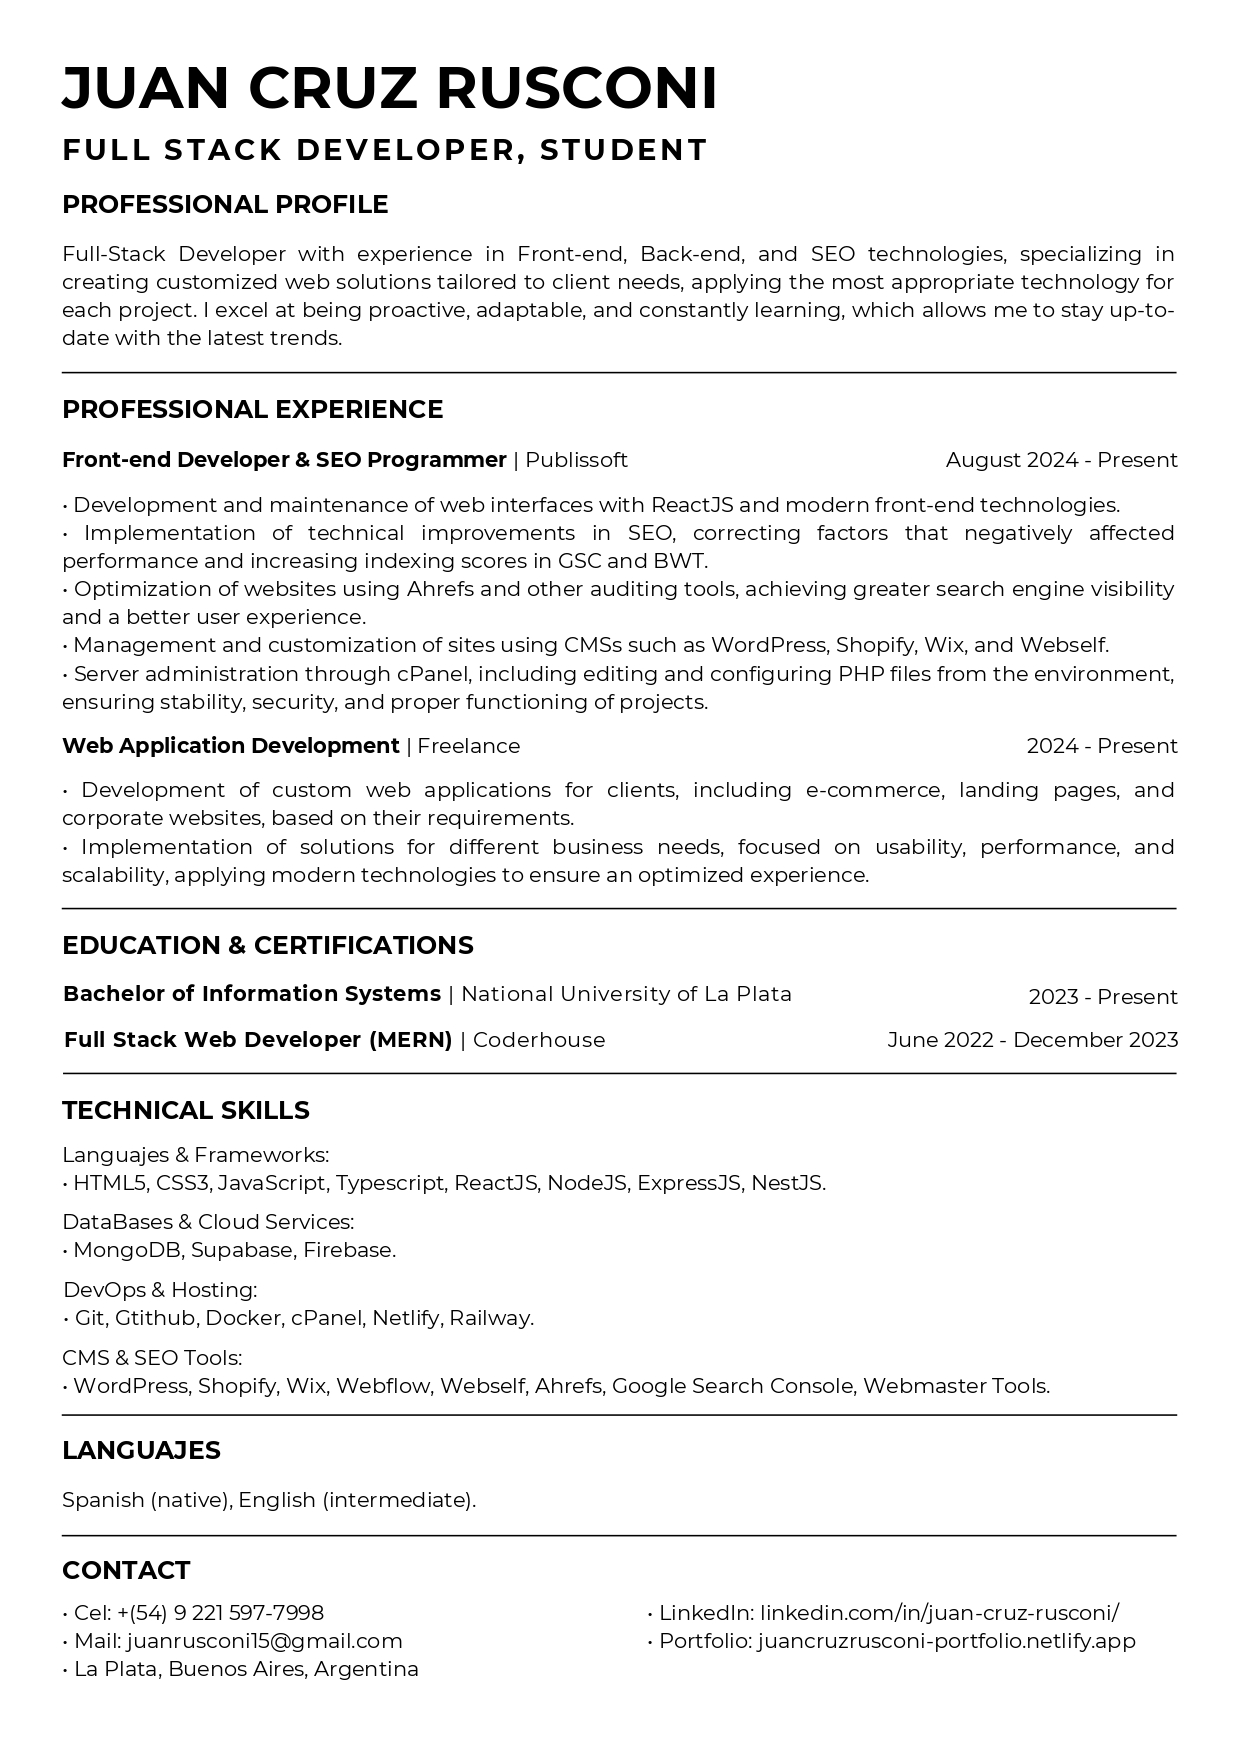 JUAN CRUZ RUSCONI
FULL STACK DEVELOPER, STUDENT
PROFESSIONAL PROFILE
Full-Stack Developer with experience in Front-end, Back-end, and SEO technologies, specializing in
creating customized web solutions tailored to client needs, applying the most appropriate technology for
each project. I excel at being proactive, adaptable, and constantly learning, which allows me to stay up-to-
date with the latest trends.
PROFESSIONAL EXPERIENCE
Front-end Developer & SEO Programmer | Publissoft August 2024 - Present
• Development and maintenance of web interfaces with ReactJS and modern front-end technologies.
• Implementation of technical improvements in SEO, correcting factors that negatively affected
performance and increasing indexing scores in GSC and BWT.
• Optimization of websites using Ahrefs and other auditing tools, achieving greater search engine visibility
and a better user experience.
• Management and customization of sites using CMSs such as WordPress, Shopify, Wix, and Webself.
• Server administration through cPanel, including editing and configuring PHP files from the environment,
ensuring stability, security, and proper functioning of projects.
Web Application Development | Freelance 2024 - Present
• Development of custom web applications for clients, including e-commerce, landing pages, and
corporate websites, based on their requirements.
• Implementation of solutions for different business needs, focused on usability, performance, and
scalability, applying modern technologies to ensure an optimized experience.
EDUCATION & CERTIFICATIONS
Bachelor of Information Systems | National University of La Plata 2023 - Present
Full Stack Web Developer (MERN) | Coderhouse June 2022 - December 2023
TECHNICAL SKILLS
Languajes & Frameworks:
• HTML5, CSS3, JavaScript, Typescript, ReactJS, NodeJS, ExpressJS, NestJS.
DataBases & Cloud Services:
• MongoDB, Supabase, Firebase.
DevOps & Hosting:
• Git, Gtithub, Docker, cPanel, Netlify, Railway.
CMS & SEO Tools:
• WordPress, Shopify, Wix, Webflow, Webself, Ahrefs, Google Search Console, Webmaster Tools.
LANGUAJES
Spanish (native), English (intermediate).
CONTACT
• Cel: +(54) 9 221 597-7998
• Mail: juanrusconi15@gmail.com
• La Plata, Buenos Aires, Argentina
• LinkedIn: linkedin.com/in/juan-cruz-rusconi/
• Portfolio: juancruzrusconi-portfolio.netlify.app